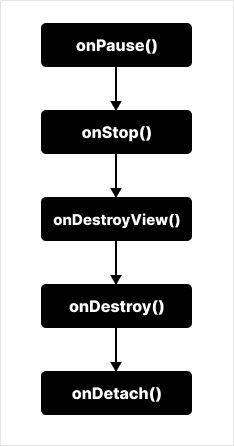 onPause()
onStop()
onDestroyView()
onDestroy()
onDetach()